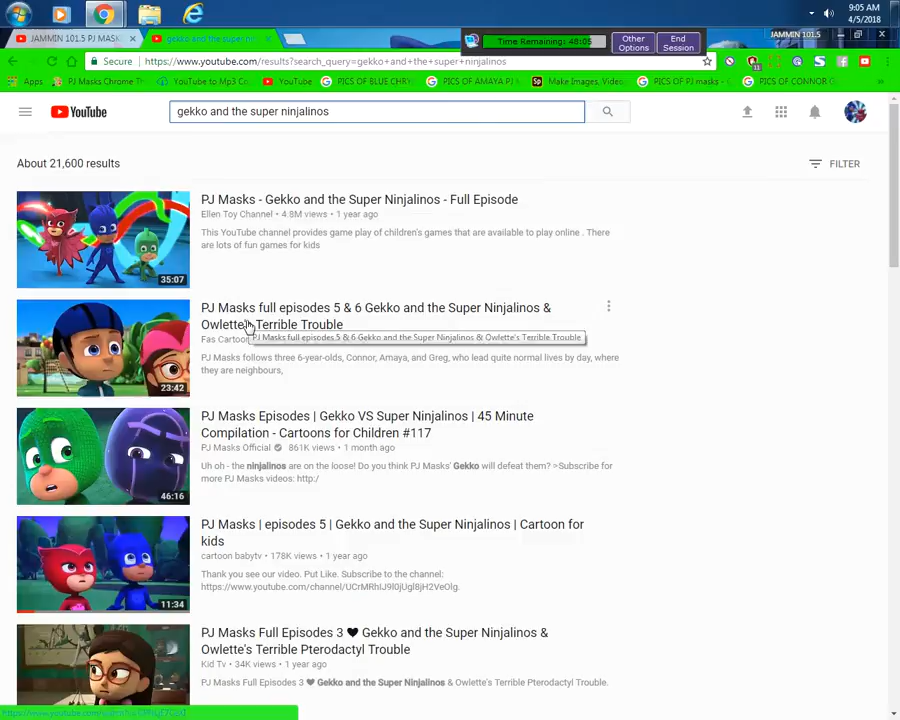 9:05 AM
4/5/2018
JAMMIN 101.5 PJ MASK
gekko and the super nin
Time Remaining: 48:05
Other Options
End Session
JAMMIN 101.5
Secure
https://www.youtube.com/results?search_query=gekko+and+the+super+ninjalinos
Apps
PJ Masks Chrome Th
YouTube to Mp3 Co
YouTube
PICS OF BLUE CHRY
PICS OF AMAYA PJ M
Make Images, Video
PICS OF PJ masks -
PICS OF CONNOR G
YouTube
gekko and the super ninjalinos
About 21,600 results
FILTER
PJ Masks - Gekko and the Super Ninjalinos - Full Episode
Ellen Toy Channel • 4.8M views • 1 year ago
This YouTube channel provides game play of children's games that are available to play online . There
are lots of fun games for kids
35:07
PJ Masks full episodes 5 & 6 Gekko and the Super Ninjalinos &
Owlette's Terrible Trouble
Fas Cartoo
PJ Masks full episodes 5 & 6 Gekko and the Super Ninjalinos & Owlette's Terrible Trouble
PJ Masks follows three 6-year-olds, Connor, Amaya, and Greg, who lead quite normal lives by day, where
they are neighbours,
23:42
PJ Masks Episodes | Gekko VS Super Ninjalinos | 45 Minute
Compilation - Cartoons for Children #117
PJ Masks Official 861K views • 1 month ago
Uh oh - the ninjalinos are on the loose! Do you think PJ Masks' Gekko will defeat them? >Subscribe for
more PJ Masks videos: http:/
46:16
PJ Masks | episodes 5 | Gekko and the Super Ninjalinos | Cartoon for
kids
cartoon babytv • 178K views • 1 year ago
Thank you see our video. Put Like. Subscribe to the channel:
11:34
PJ Masks Full Episodes 3 ♥ Gekko and the Super Ninjalinos &
Owlette's Terrible Pterodactyl Trouble
Kid Tv • 34K views • 1 year ago
PJ Masks Full Episodes 3 ♥ Gekko and the Super Ninjalinos & Owlette's Terrible Pterodactyl Trouble.